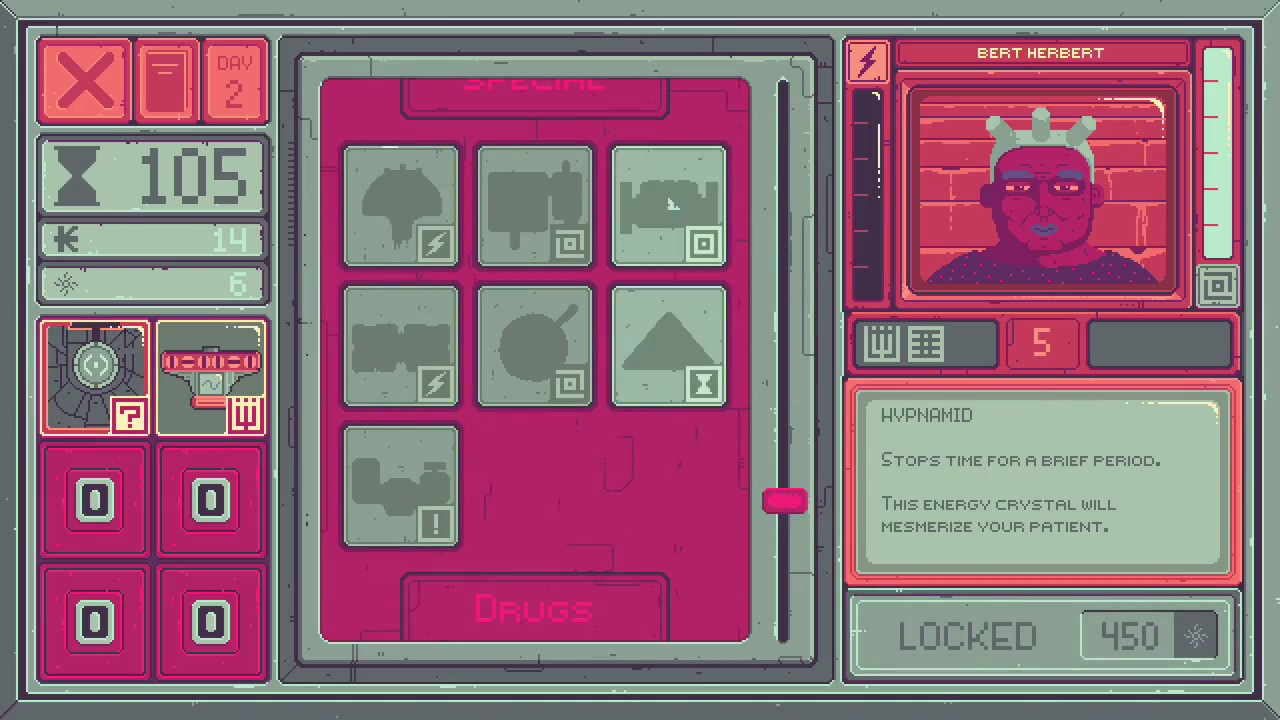 DAY
2
105
14
6
?
0
0
0
0
SPECIAL
!
DRUGS
BERT HERBERT
5
HYPNAMID
STOPS TIME FOR A BRIEF PERIOD.
THIS ENERGY CRYSTAL WILL
MESMERIZE YOUR PATIENT.
LOCKED
450